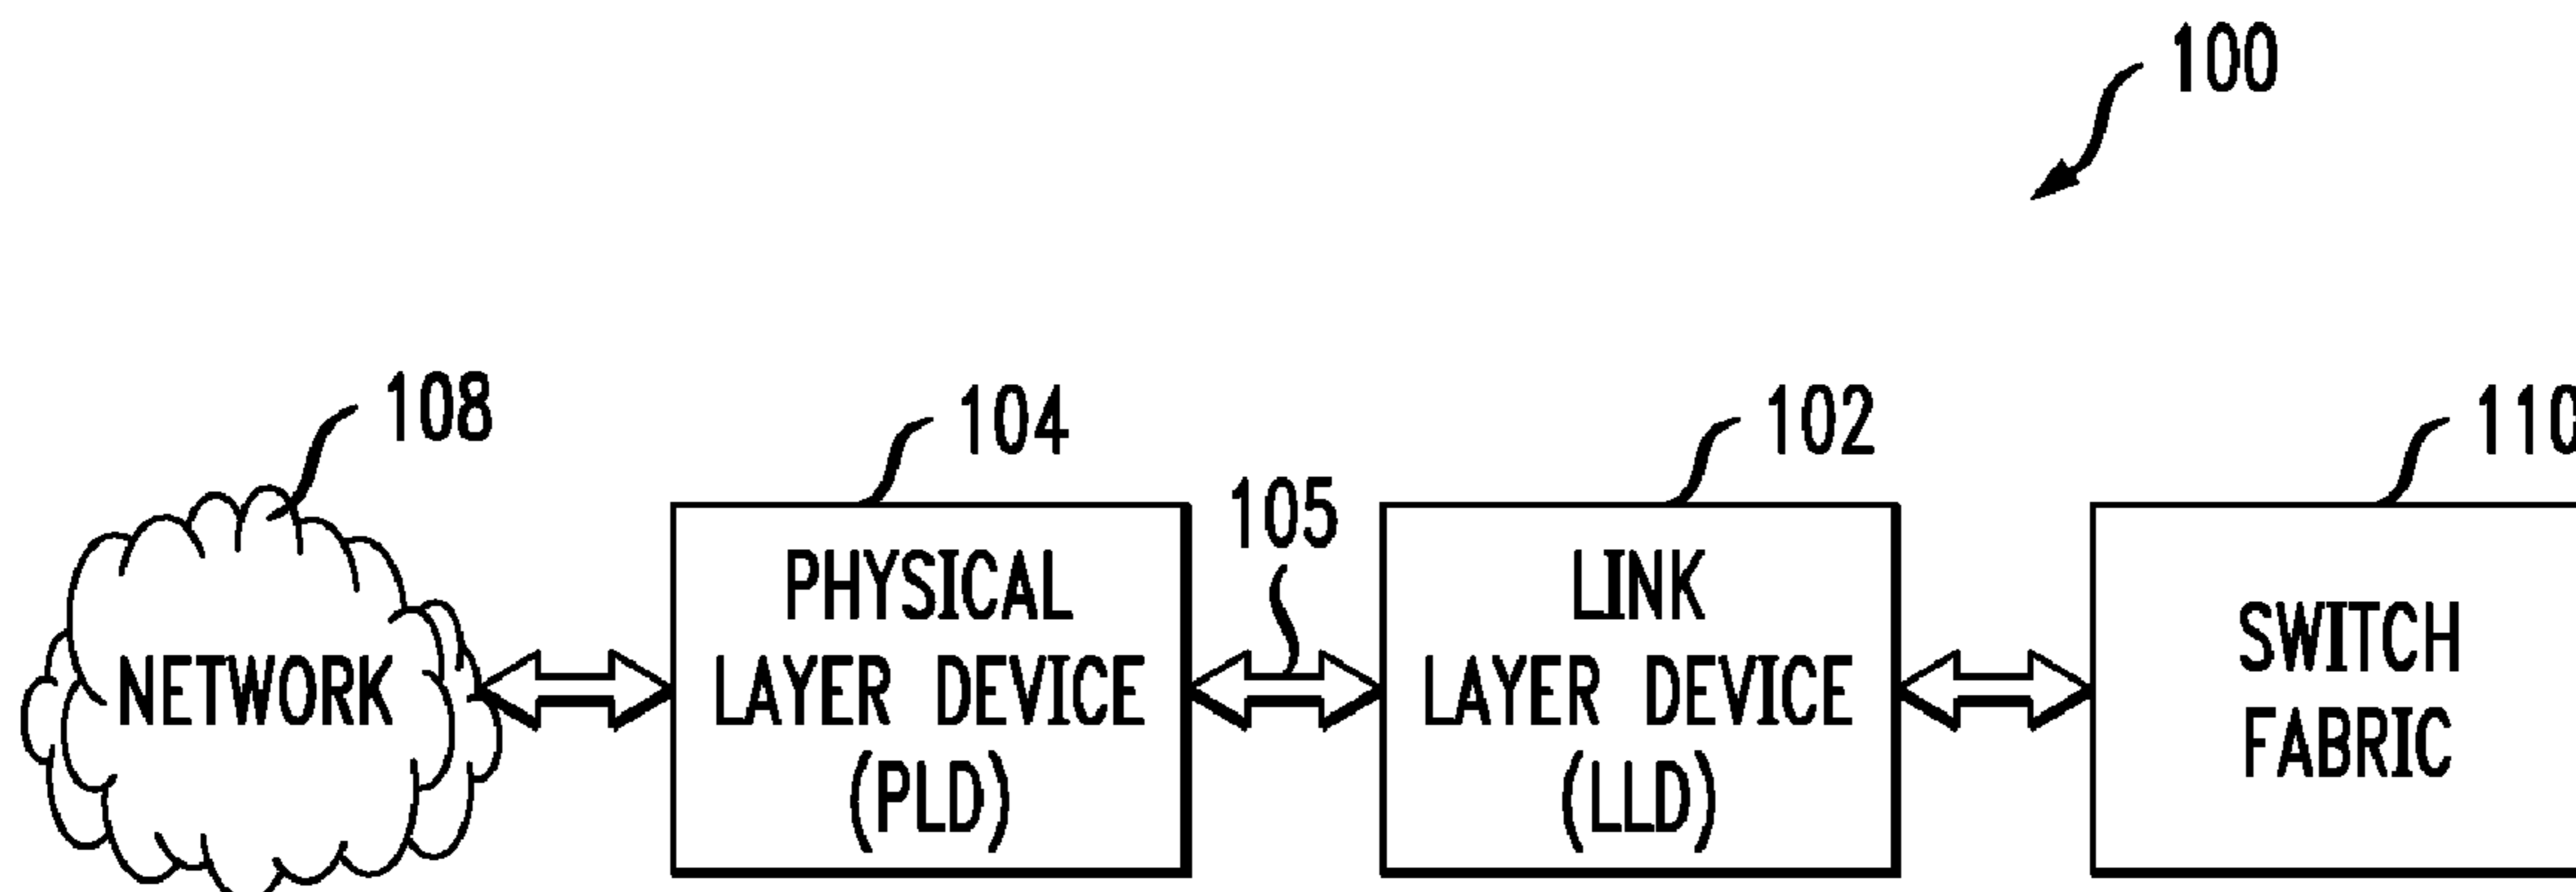 100
108
104
102
110
105
NETWORK
PHYSICAL
LAYER DEVICE
(PLD)
LINK
LAYER DEVICE
(LLD)
SWITCH
FABRIC